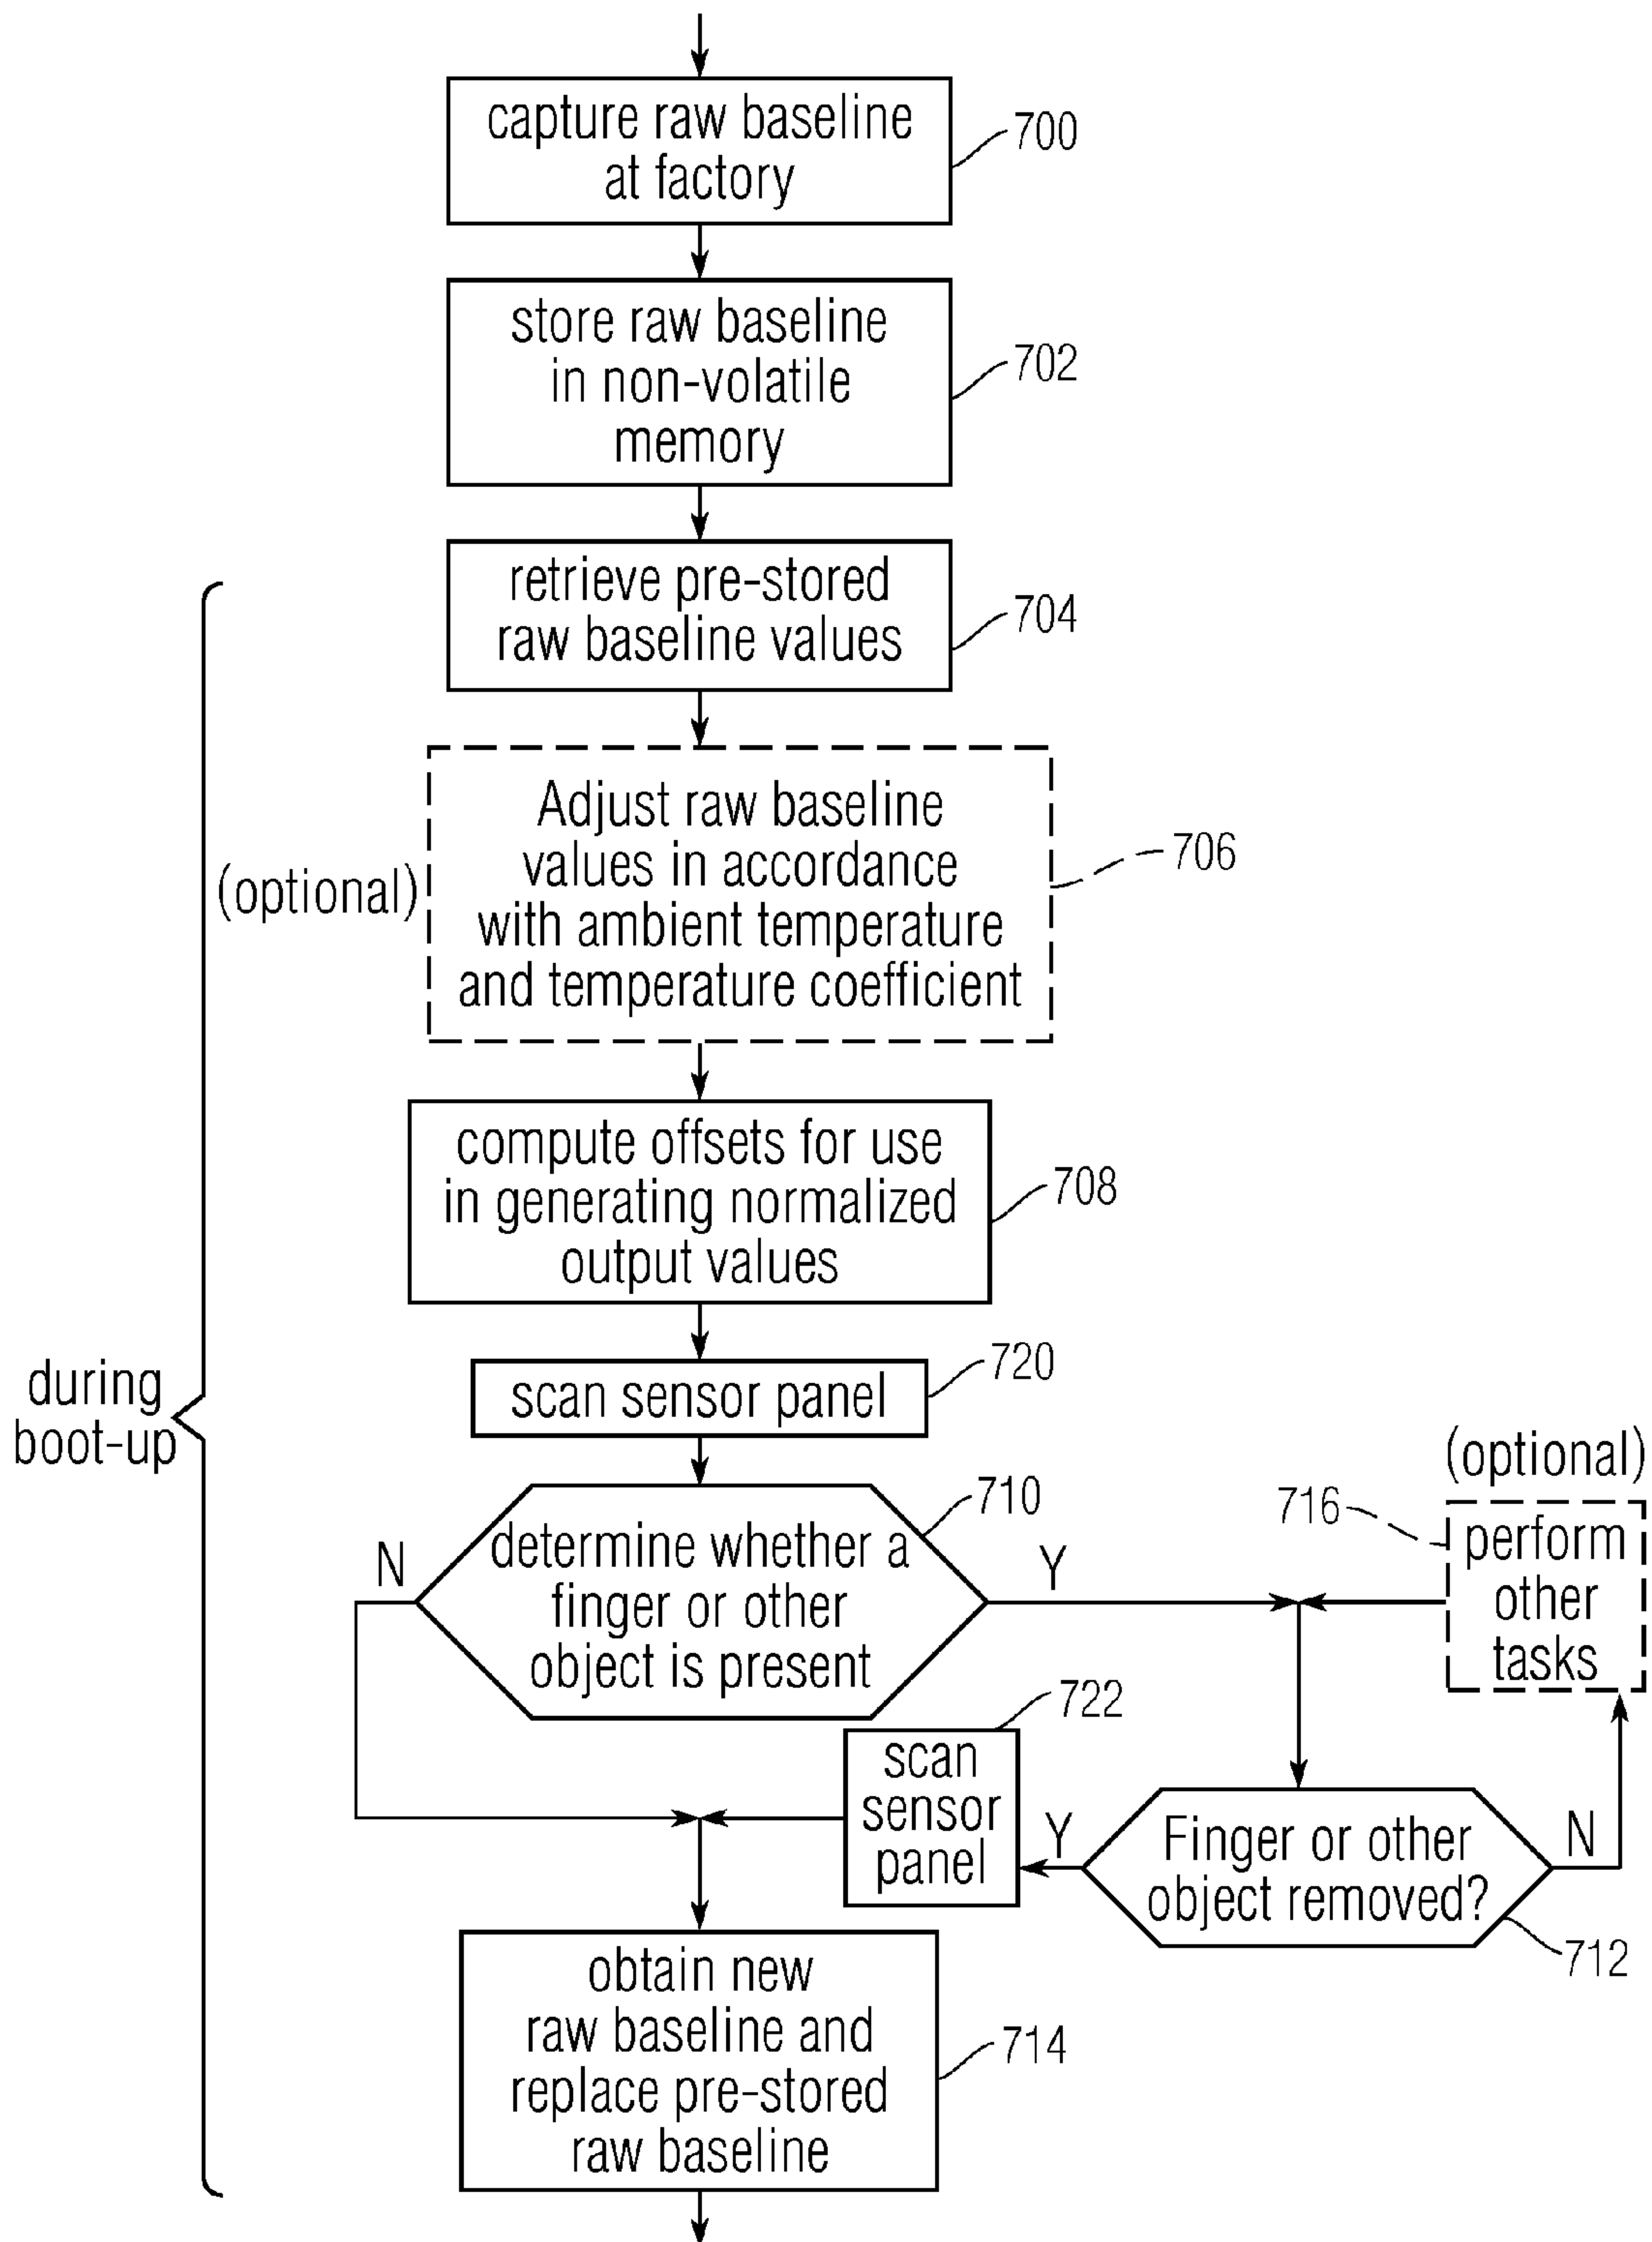 capture raw baseline
at factory
700
store raw baseline
in non-volatile
memory
702
retrieve pre-stored
raw baseline values
704
(optional)
Adjust raw baseline
values in accordance
with ambient temperature
and temperature coefficient
706
compute offsets for use
in generating normalized
output values
708
during
boot-up
scan sensor panel
720
determine whether a
finger or other
object is present
710
N
Y
(optional)
716
perform
other
tasks
722
scan
sensor
panel
Y
Finger or other
object removed?
N
712
obtain new
raw baseline and
replace pre-stored
raw baseline
714